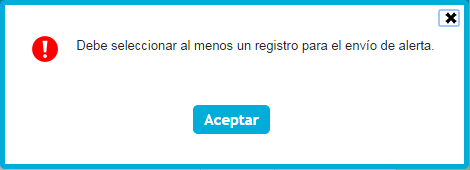 Debe seleccionar al menos un registro para el envío de alerta.
Aceptar